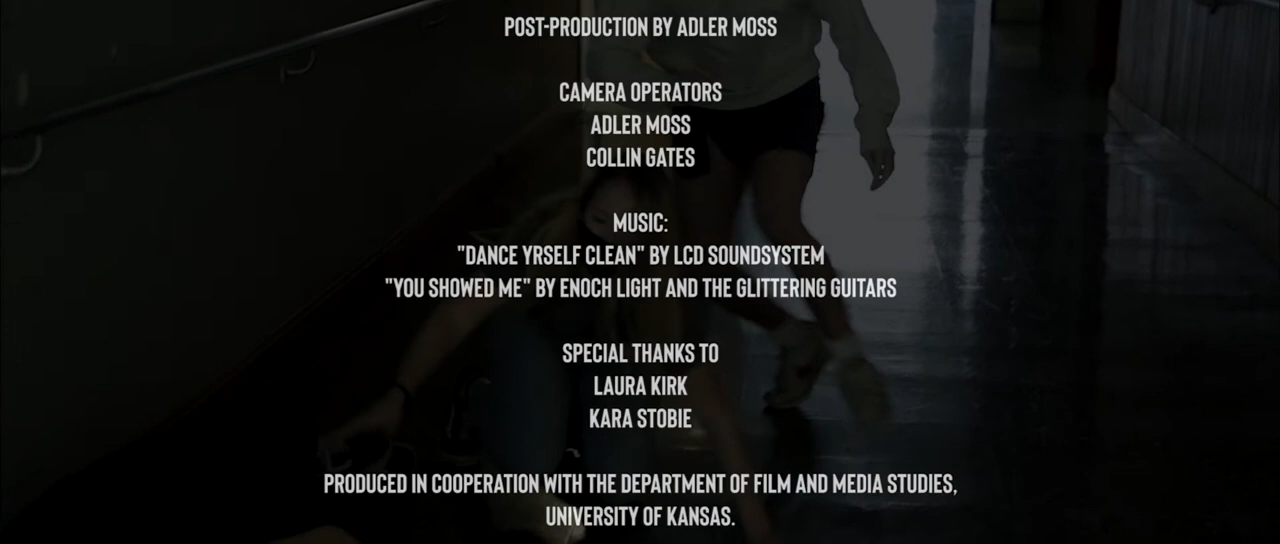 POST-PRODUCTION BY ADLER MOSS
CAMERA OPERATORS
ADLER MOSS
COLLIN GATES
MUSIC:
"DANCE YRSELF CLEAN" BY LCD SOUNDSYSTEM
"YOU SHOWED ME" BY ENOCH LIGHT AND THE GLITTERING GUITARS
SPECIAL THANKS TO
LAURA KIRK
KARA STOBIE
PRODUCED IN COOPERATION WITH THE DEPARTMENT OF FILM AND MEDIA STUDIES,
UNIVERSITY OF KANSAS.